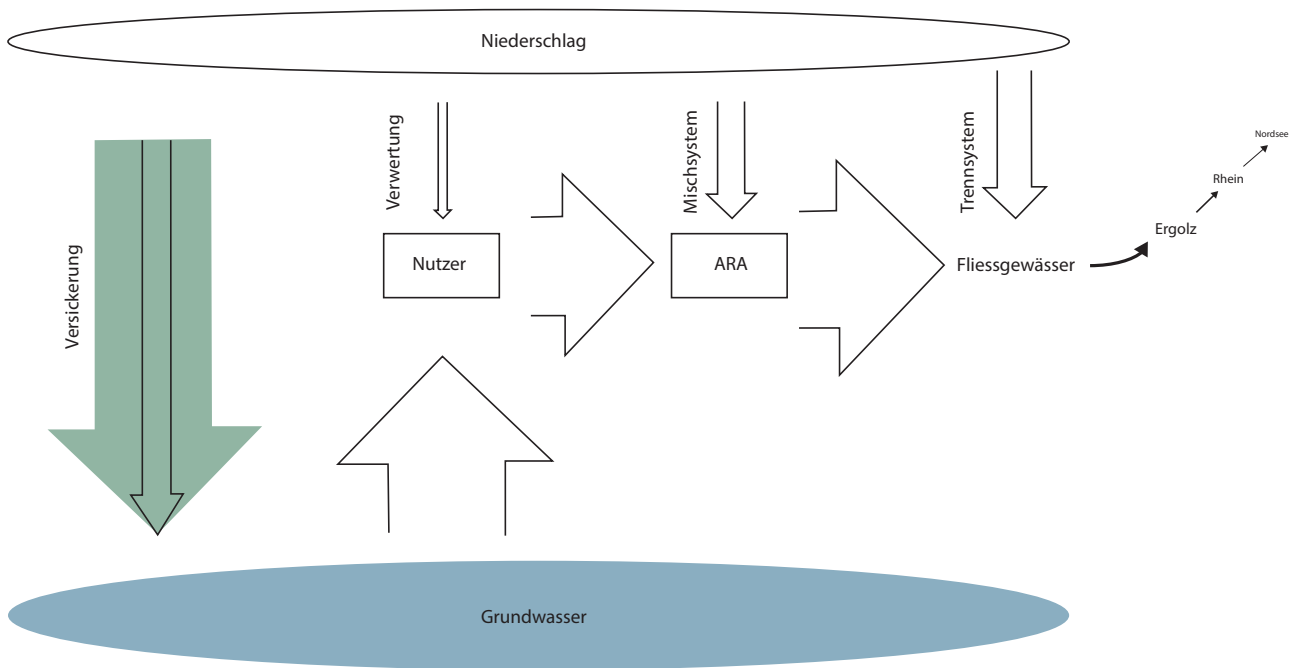 Niederschlag
Verwertung
Mischsystem
Trennsystem
Nordsee
Rhein
Ergolz
Versickerung
Nutzer
ARA
Fliessgewässer
Grundwasser